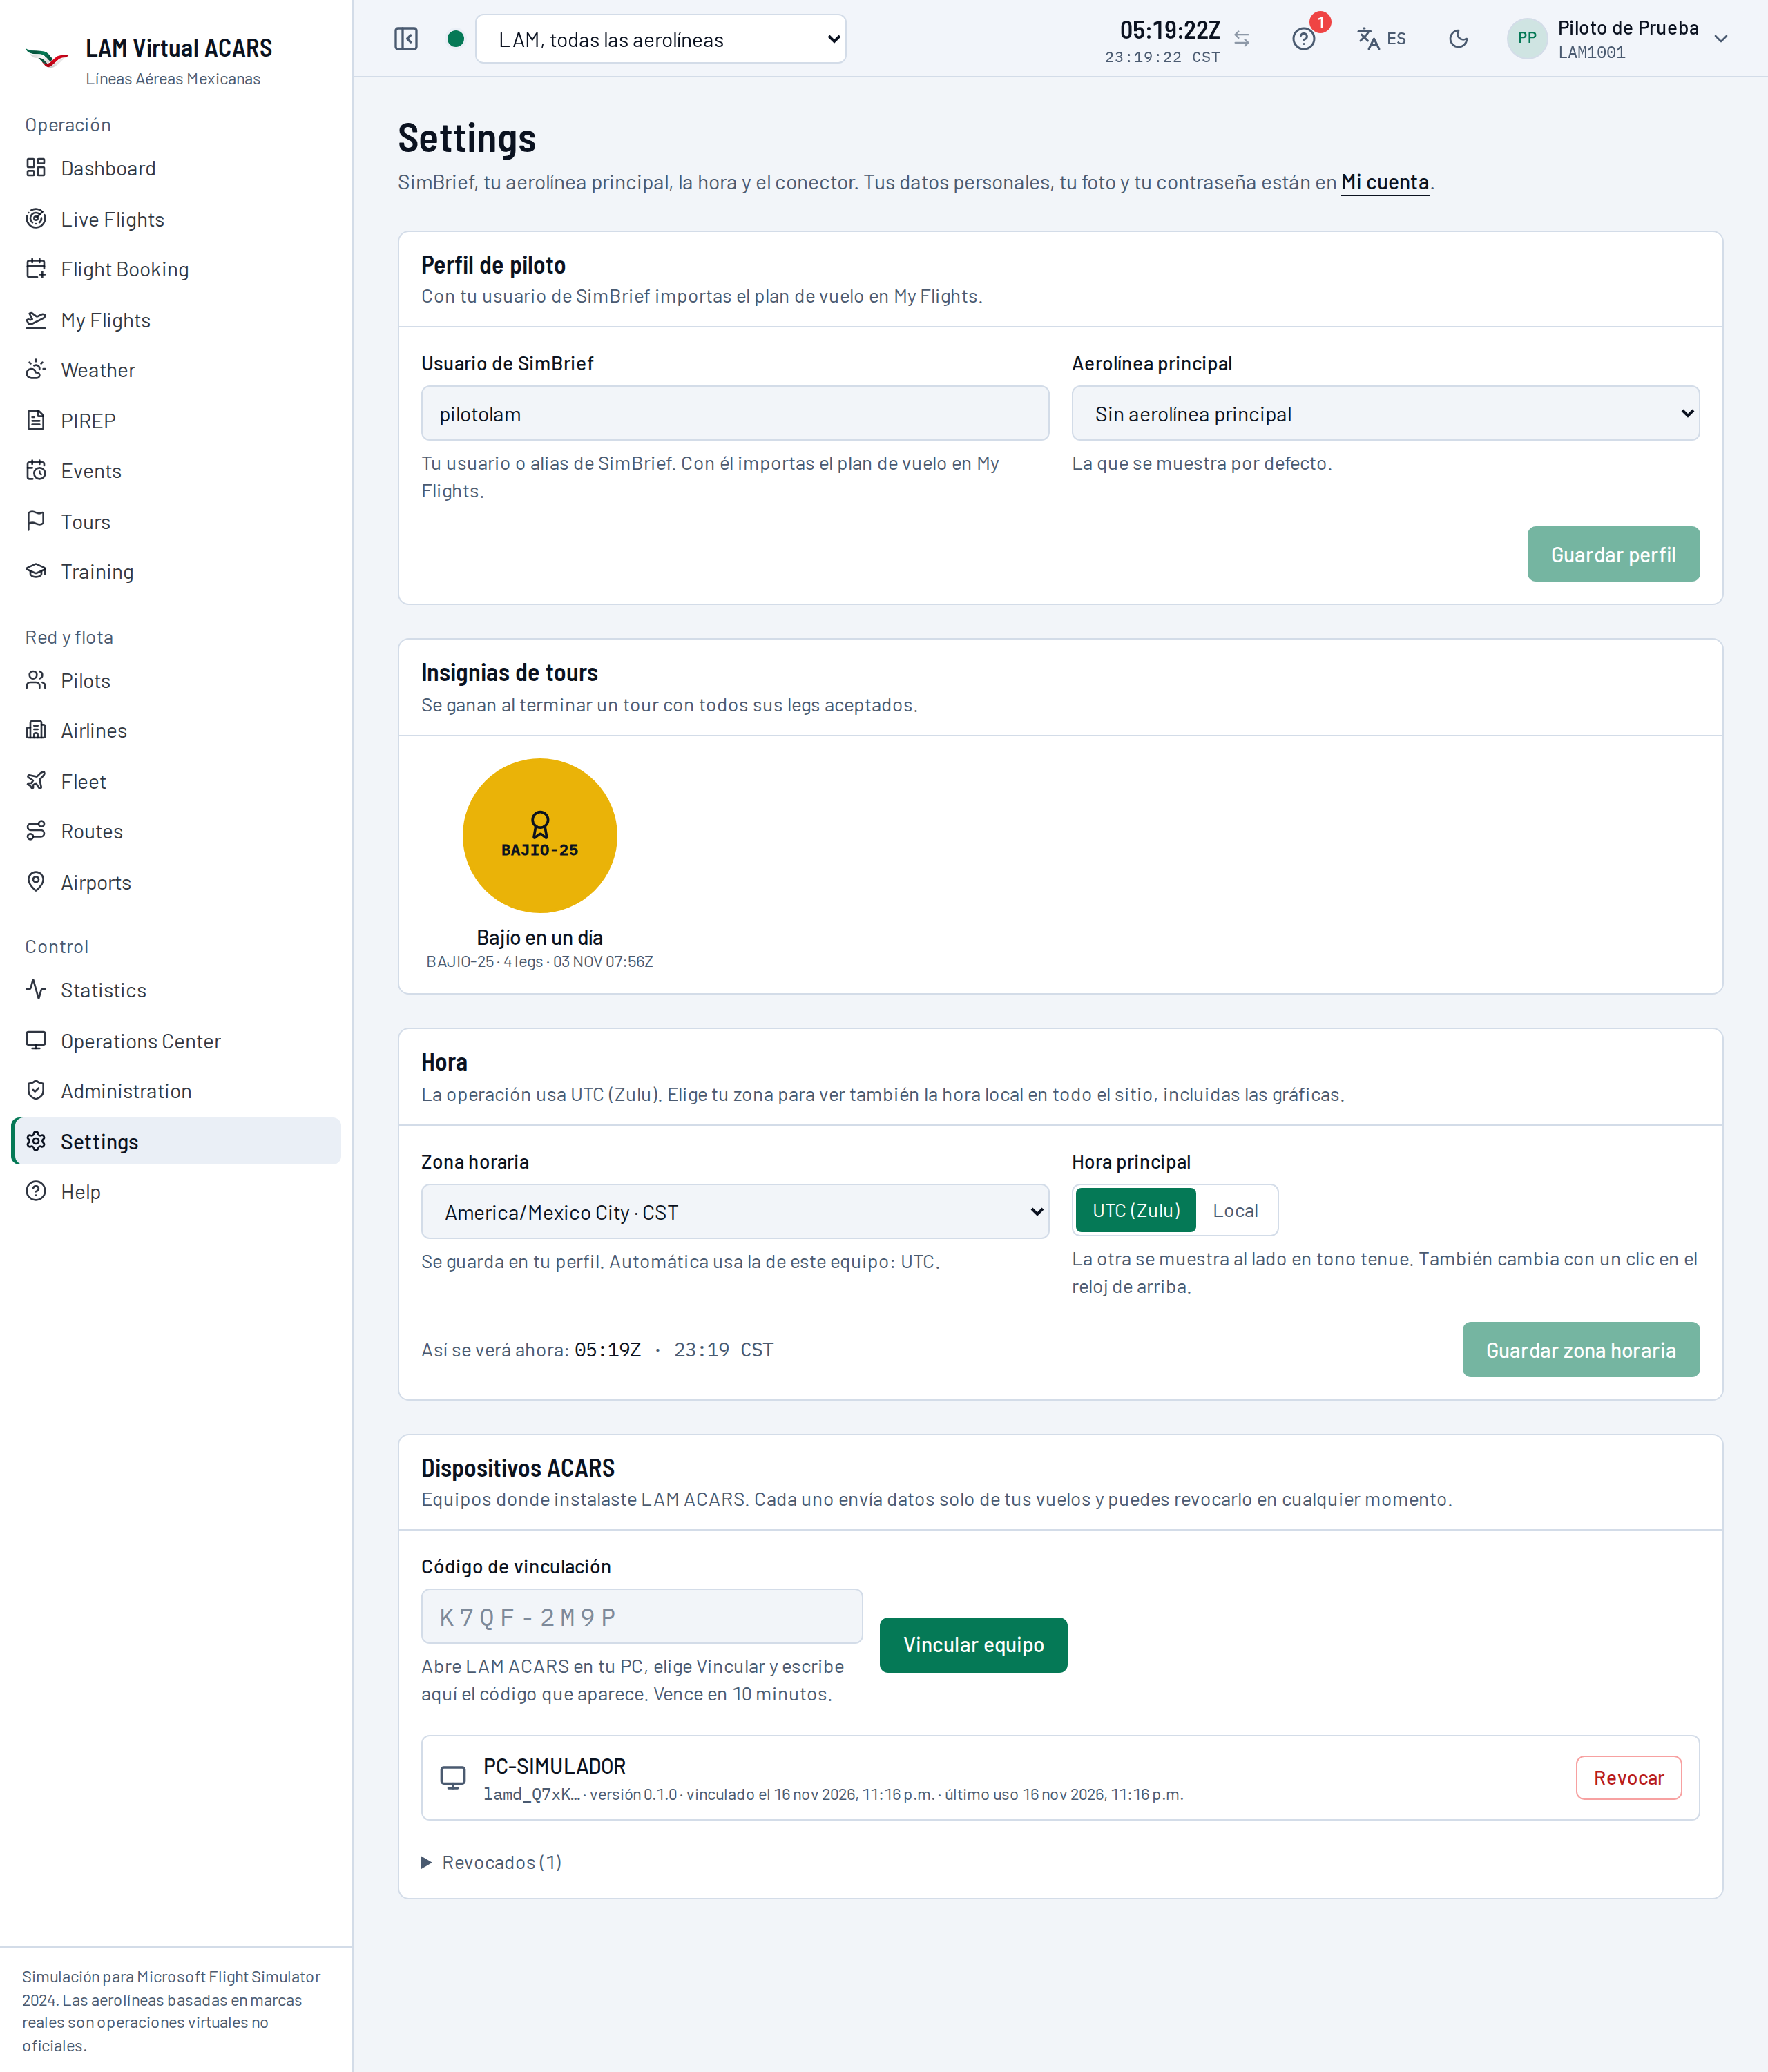 LAM Virtual ACARS
Líneas Aéreas Mexicanas
Operación
Dashboard
Live Flights
Flight Booking
My Flights
Weather
PIREP
Events
Tours
Training
Red y flota
Pilots
Airlines
Fleet
Routes
Airports
Control
Statistics
Operations Center
Administration
Settings
Help
Simulación para Microsoft Flight Simulator
2024. Las aerolíneas basadas en marcas
reales son operaciones virtuales no
oficiales.
LAM, todas las aerolíneas
05:19:22Z
23:19:22 CST
1
ES
PP
Piloto de Prueba
LAM1001
Settings
SimBrief, tu aerolínea principal, la hora y el conector. Tus datos personales, tu foto y tu contraseña están en Mi cuenta.
Perfil de piloto
Con tu usuario de SimBrief importas el plan de vuelo en My Flights.
Usuario de SimBrief
pilotolam
Tu usuario o alias de SimBrief. Con él importas el plan de vuelo en My
Flights.
Aerolínea principal
Sin aerolínea principal
La que se muestra por defecto.
Guardar perfil
Insignias de tours
Se ganan al terminar un tour con todos sus legs aceptados.
BAJIO-25
Bajío en un día
BAJIO-25 · 4 legs · 03 NOV 07:56Z
Hora
La operación usa UTC (Zulu). Elige tu zona para ver también la hora local en todo el sitio, incluidas las gráficas.
Zona horaria
America/Mexico City · CST
Se guarda en tu perfil. Automática usa la de este equipo: UTC.
Hora principal
UTC (Zulu)
Local
La otra se muestra al lado en tono tenue. También cambia con un clic en el
reloj de arriba.
Así se verá ahora: 05:19Z · 23:19 CST
Guardar zona horaria
Dispositivos ACARS
Equipos donde instalaste LAM ACARS. Cada uno envía datos solo de tus vuelos y puedes revocarlo en cualquier momento.
Código de vinculación
K7QF-2M9P
Abre LAM ACARS en tu PC, elige Vincular y escribe
aquí el código que aparece. Vence en 10 minutos.
Vincular equipo
PC-SIMULADOR
lamd_Q7xK… · versión 0.1.0 · vinculado el 16 nov 2026, 11:16 p.m. · último uso 16 nov 2026, 11:16 p.m.
Revocar
Revocados (1)